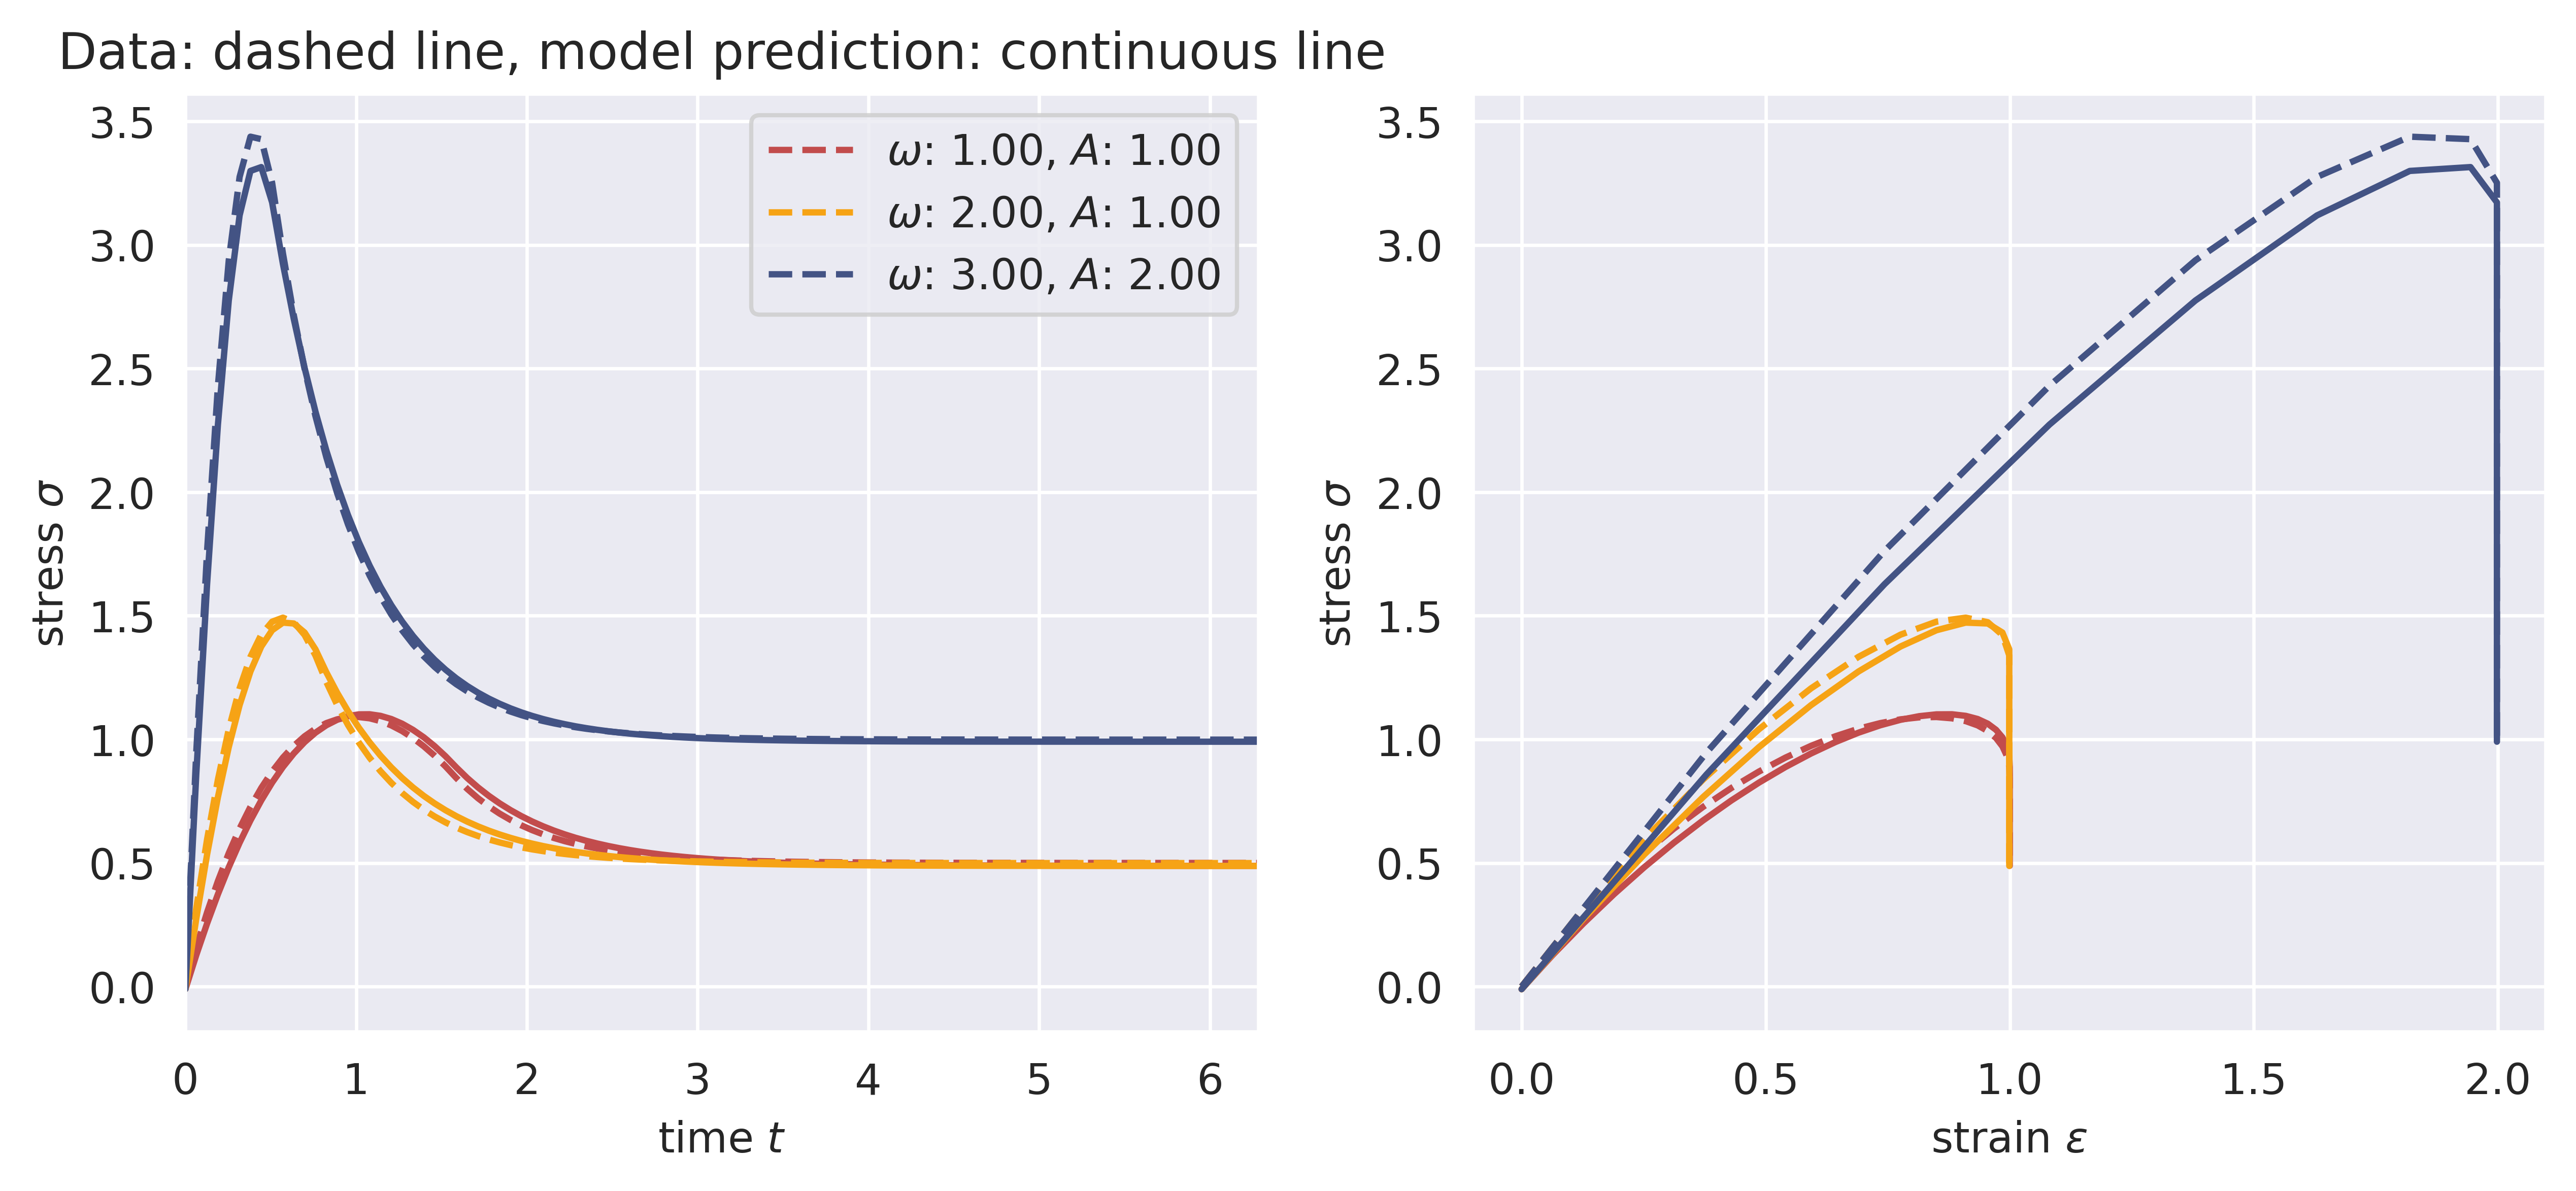 Data: dashed line, model prediction: continuous line
3.5
3.0
2.5
2.0
1.5
1.0
0.5
0.0
stress σ
0 1 2 3 4 5 6
time t
ω: 1.00, A: 1.00
ω: 2.00, A: 1.00
ω: 3.00, A: 2.00
3.5
3.0
2.5
2.0
1.5
1.0
0.5
0.0
stress σ
0.0 0.5 1.0 1.5 2.0
strain ε